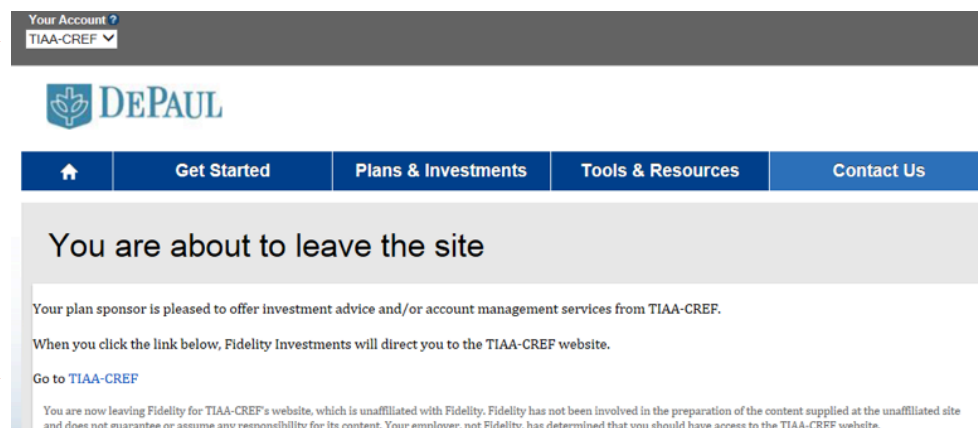 Your Account ?
TIAA-CREF
DEPAUL
Get Started Plans & Investments Tools & Resources Contact Us
You are about to leave the site
Your plan sponsor is pleased to offer investment advice and/or account management services from TIAA-CREF.
When you click the link below, Fidelity Investments will direct you to the TIAA-CREF website.
Go to TIAA-CREF
You are now leaving Fidelity for TIAA-CREF's website, which is unaffiliated with Fidelity. Fidelity has not been involved in the preparation of the content supplied at the unaffiliated site
and does not guarantee or assume any responsibility for its content. Your employer, not Fidelity, has determined that you should have access to the TIAA-CREF website.